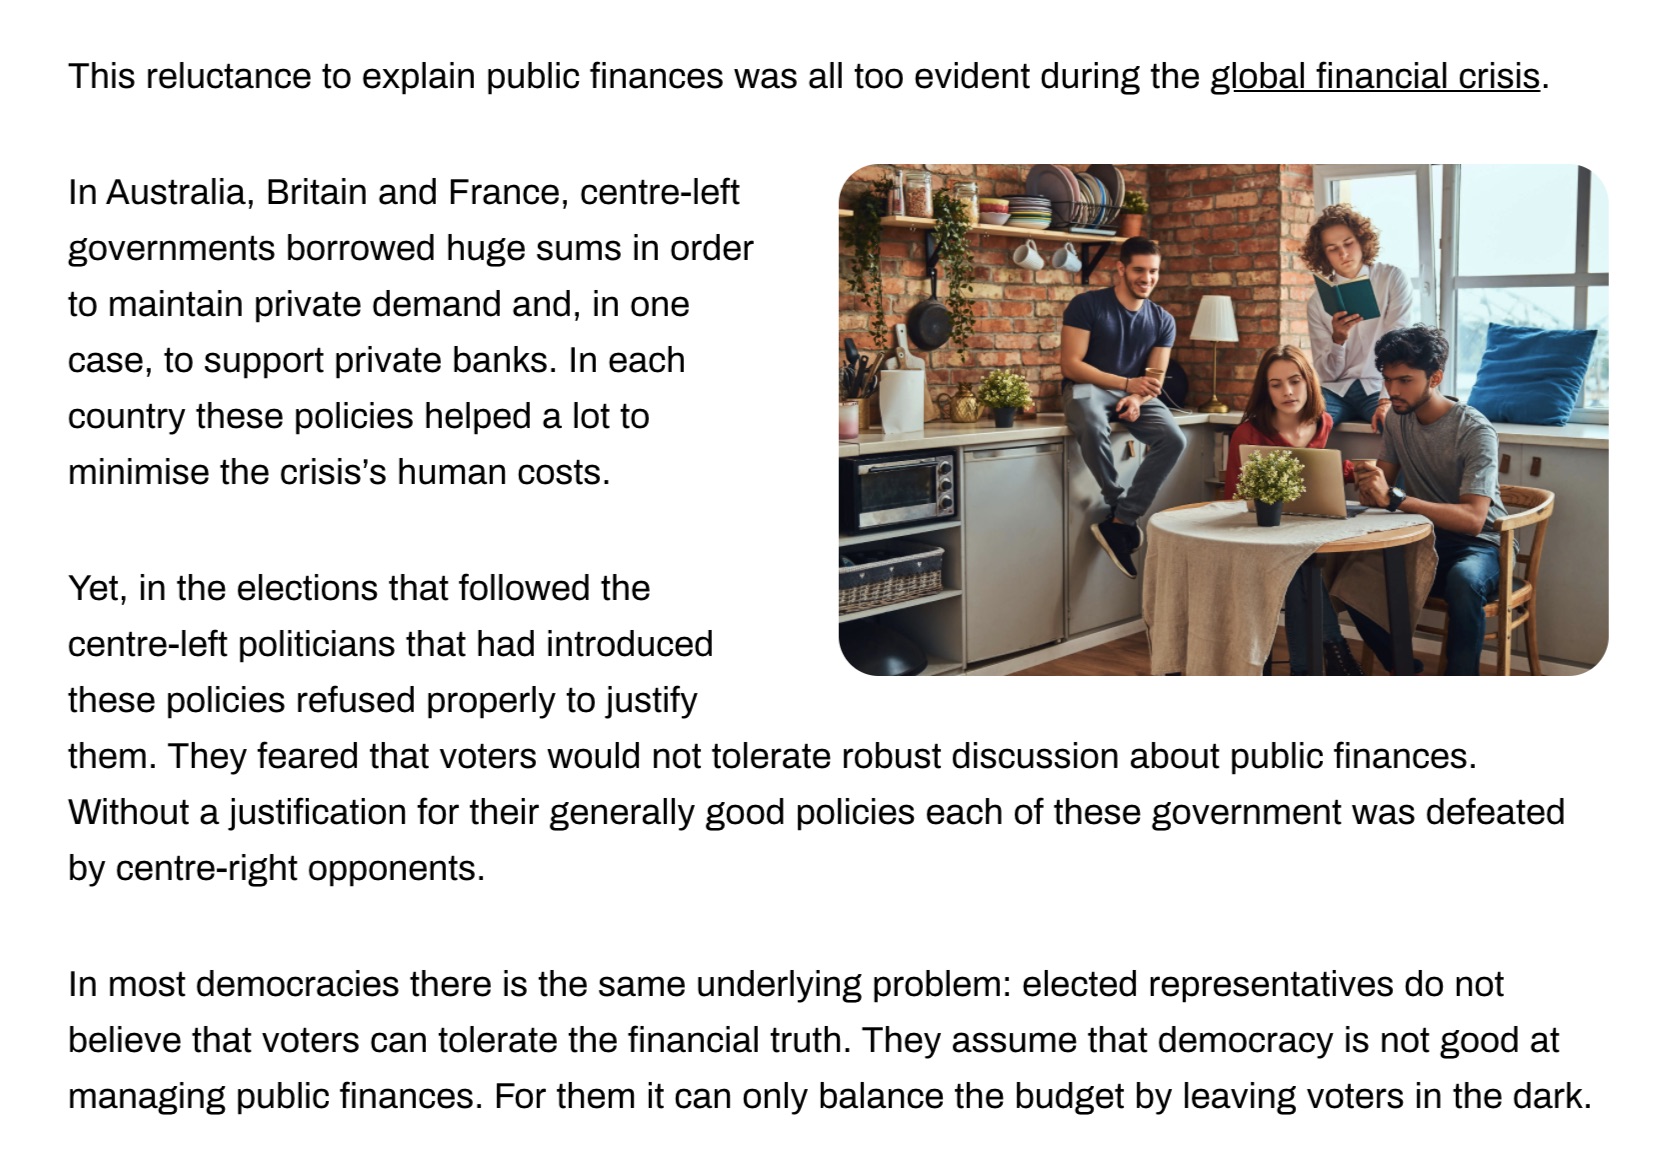 This reluctance to explain public finances was all too evident during the global financial crisis.
In Australia, Britain and France, centre-left
governments borrowed huge sums in order
to maintain private demand and, in one
case, to support private banks. In each
country these policies helped a lot to
minimise the crisis’s human costs.
Yet, in the elections that followed the
centre-left politicians that had introduced
these policies refused properly to justify
them. They feared that voters would not tolerate robust discussion about public finances.
Without a justification for their generally good policies each of these government was defeated
by centre-right opponents.
In most democracies there is the same underlying problem: elected representatives do not
believe that voters can tolerate the financial truth. They assume that democracy is not good at
managing public finances. For them it can only balance the budget by leaving voters in the dark.